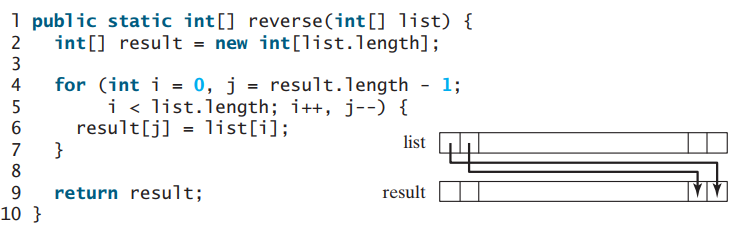 1 public static int[] reverse(int[] list) {
2   int[] result = new int[list.length];
3
4   for (int i = 0, j = result.length - 1;
5        i < list.length; i++, j--) {
6     result[j] = list[i];
7   }
8
9   return result;
10 }
list
result